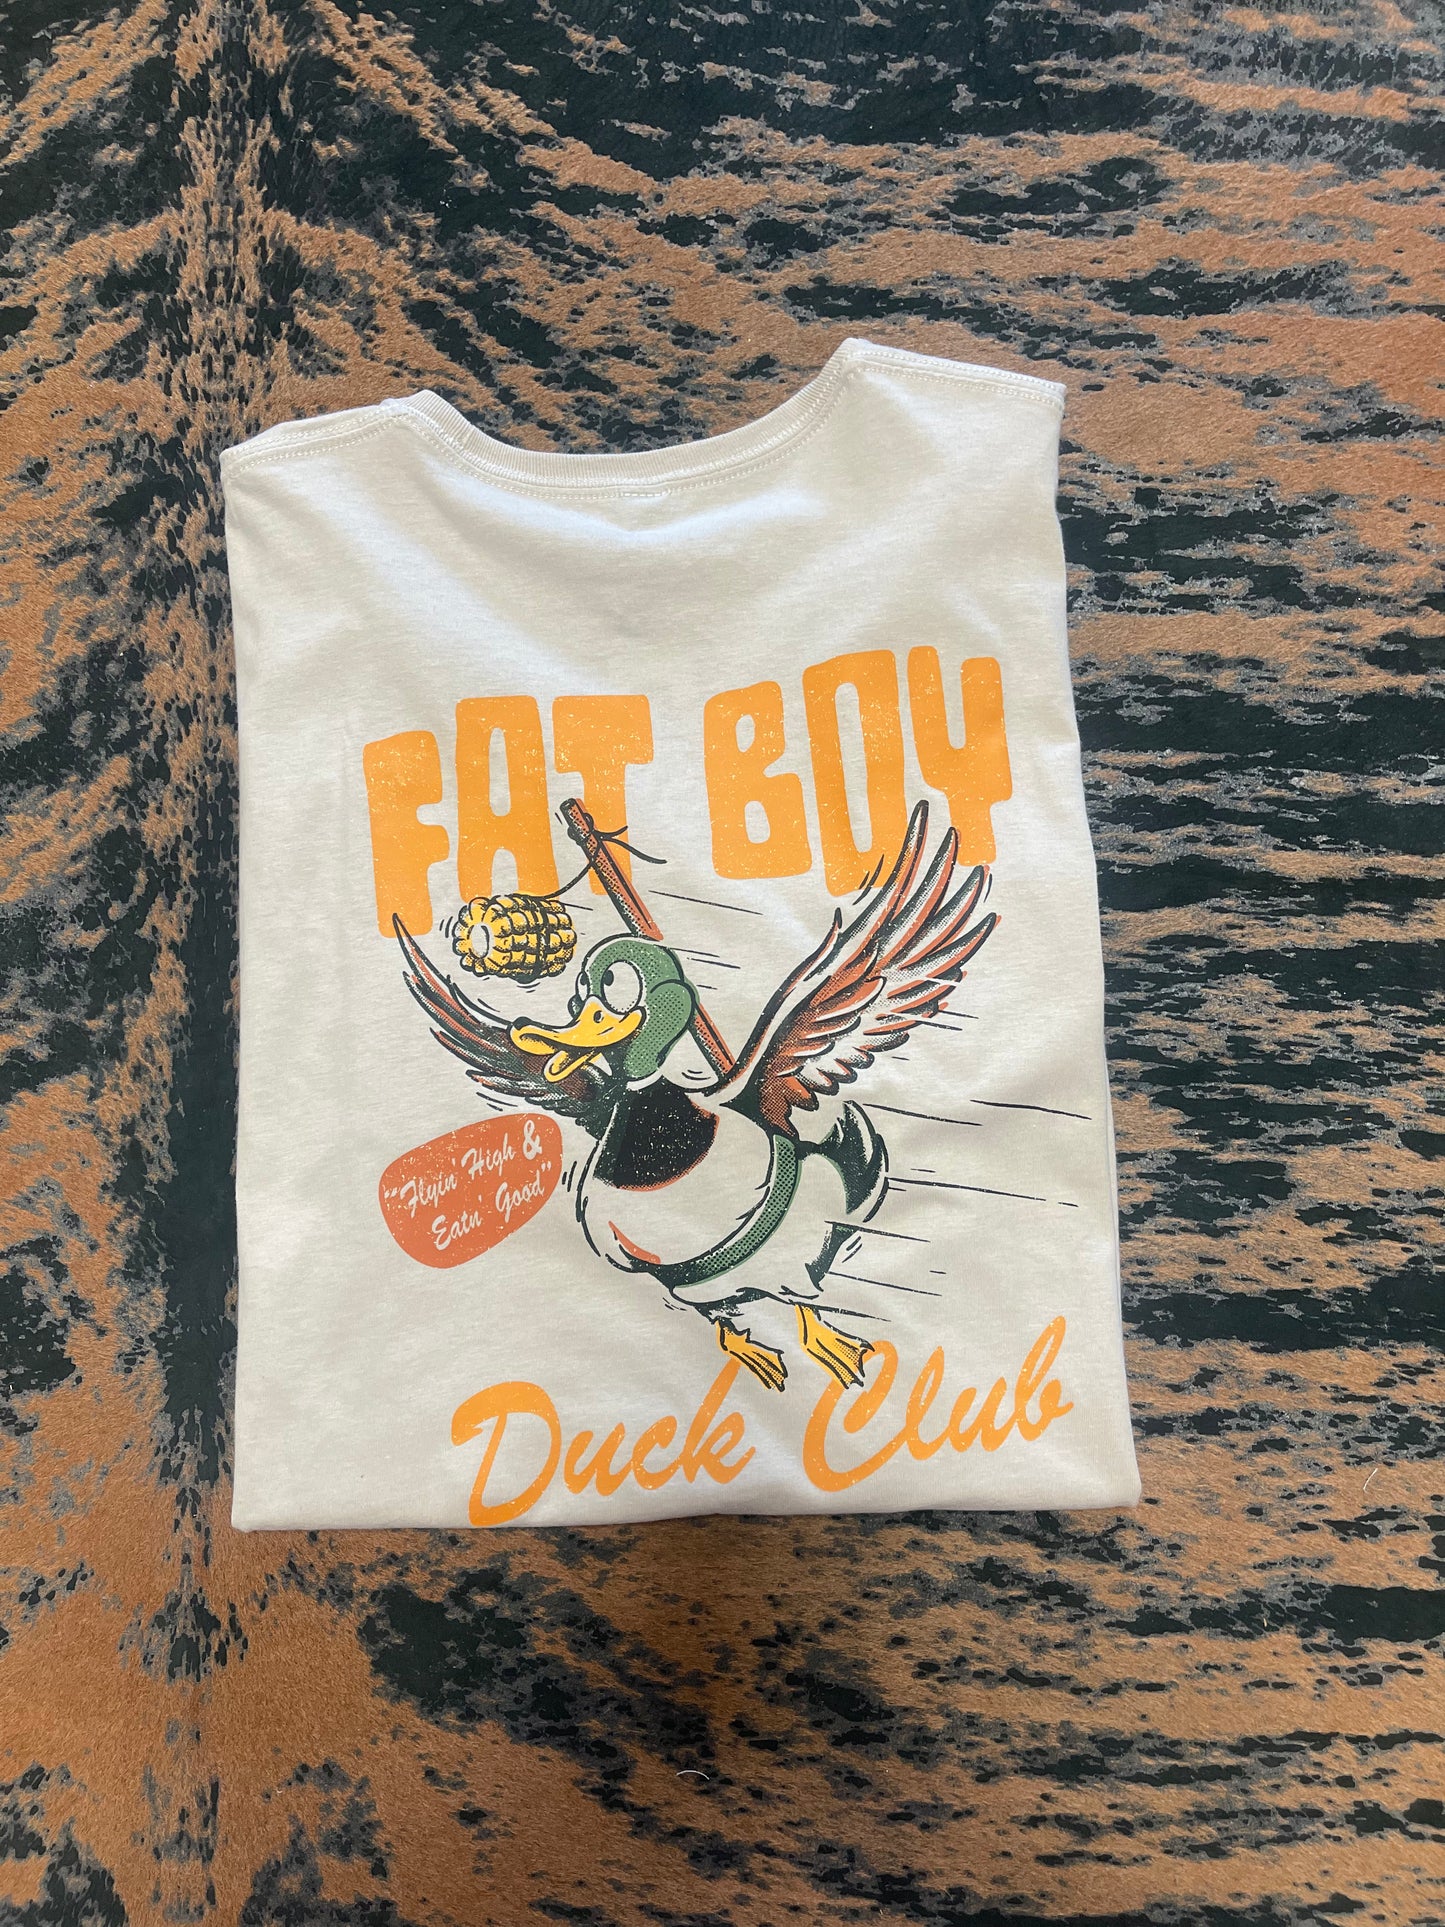 FAT BOY
"Flyin' High &
Eatn' Good"
Duck Club